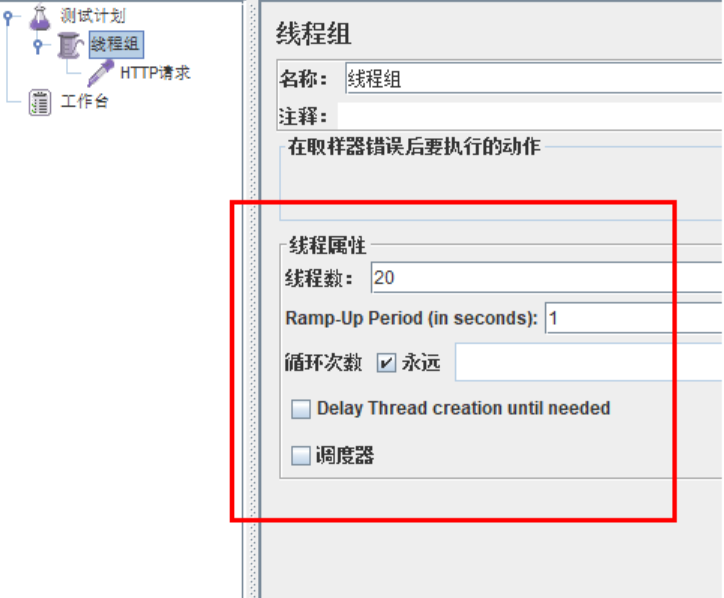 测试计划
线程组
HTTP请求
工作台
线程组
名称： 线程组
注释：
在取样器错误后要执行的动作
线程属性
线程数： 20
Ramp-Up Period (in seconds): 1
循环次数 永远
Delay Thread creation until needed
调度器